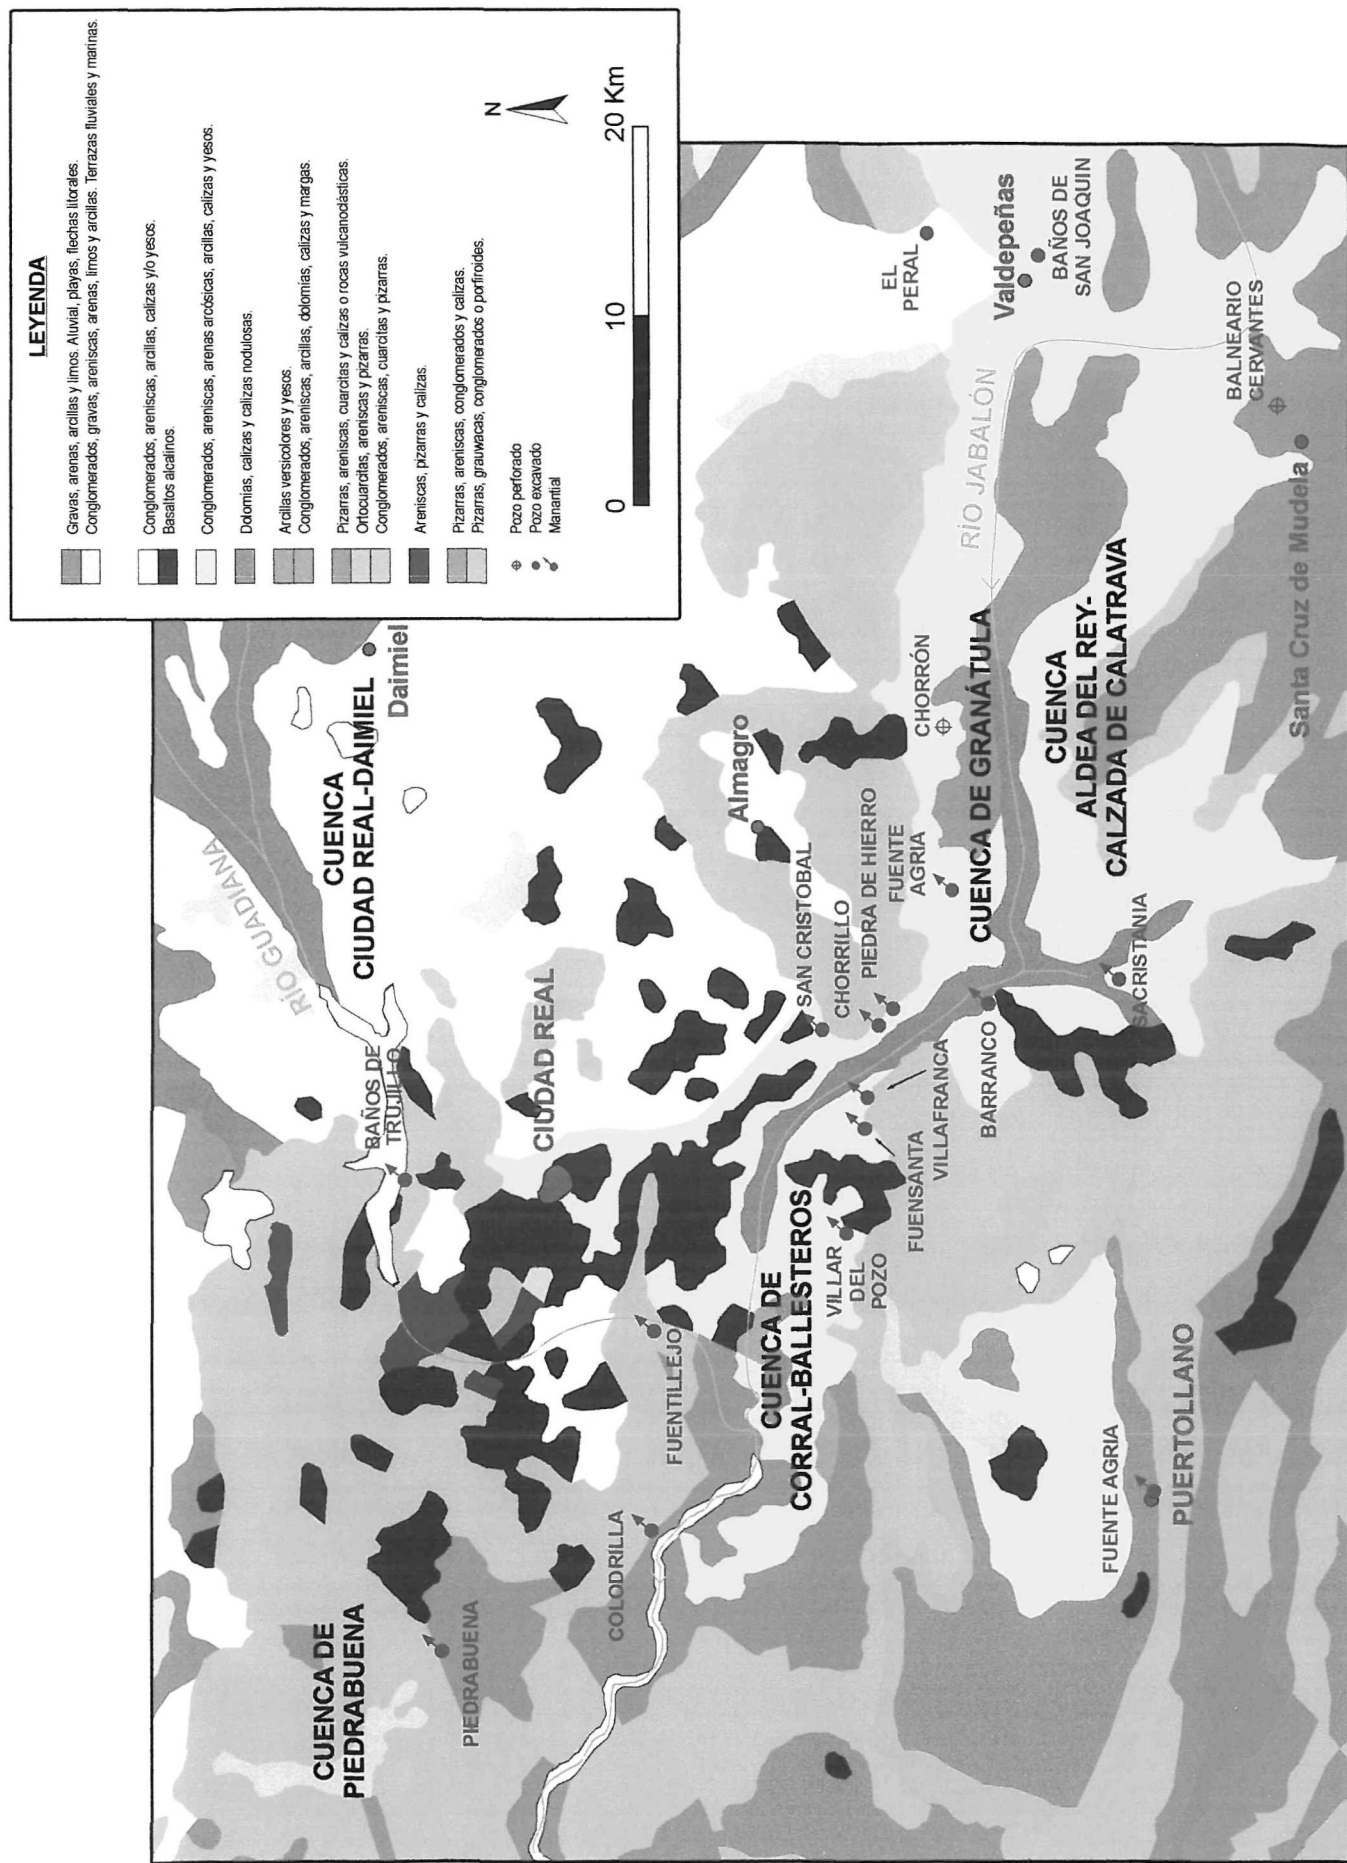 LEYENDA
Gravas, arenas, arcillas y limos. Aluvial, playas, flechas litorales.
Conglomerados, gravas, areniscas, arenas, limos y arcillas. Terrazas fluviales y marinas.
Conglomerados, areniscas, arcillas, calizas y/o yesos.
Basaltos alcalinos.
Conglomerados, areniscas, arenas arcósicas, arcillas, calizas y yesos.
Dolomías, calizas y calizas nodulosas.
Arcillas versicolores y yesos.
Conglomerados, areniscas, arcillas, dolomías, calizas y margas.
Pizarras, areniscas, cuarcitas y calizas o rocas vulcanoclásticas.
Ortocuarcitas, areniscas y pizarras.
Conglomerados, areniscas, cuarcitas y pizarras.
Areniscas, pizarras y calizas.
Pizarras, areniscas, conglomerados y calizas.
Pizarras, grauwacas, conglomerados o porfiroides.
Pozo perforado
Pozo excavado
Manantial
N
0 10 20 Km
CUENCA DE
PIEDRABUENA
PIEDRABUENA
COLODRILLA
FUENTILLEJO
BAÑOS DE
TRUJILLO
RÍO GUADIANA
CUENCA
CIUDAD REAL-DAIMIEL
Daimiel
CIUDAD REAL
Almagro
CUENCA DE
CORRAL-BALLESTEROS
VILLAR
DEL
POZO
FUENSANTA
VILLAFRANCA
SAN CRISTOBAL
CHORRILLO
PIEDRA DE HIERRO
FUENTE
AGRIA
CHORRÓN
BARRANCO
CUENCA DE GRANÁTULA
RÍO JABALÓN
EL
PERAL
Valdepeñas
BAÑOS DE
SAN JOAQUIN
CUENCA
ALDEA DEL REY-
CALZADA DE CALATRAVA
SACRISTANIA
FUENTE AGRIA
PUERTOLLANO
BALNEARIO
CERVANTES
Santa Cruz de Mudela